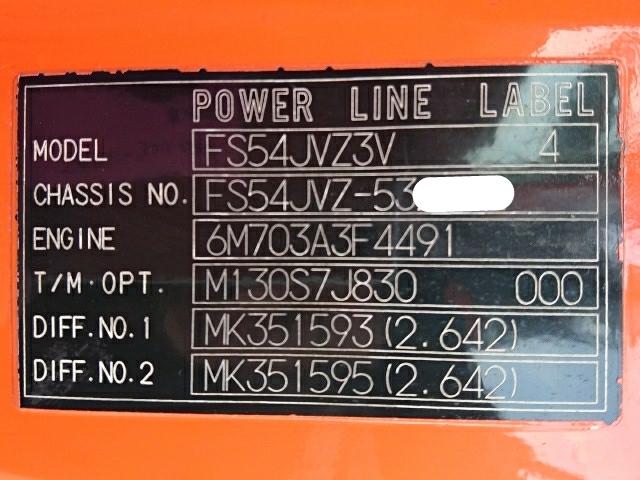 POWER LINE LABEL
MODEL FS54JVZ3V 4
CHASSIS NO. FS54JVZ-53
ENGINE 6M703A3F4491
T/M·OPT. M130S7J830 000
DIFF.NO.1 MK351593(2.642)
DIFF.NO.2 MK351595(2.642)